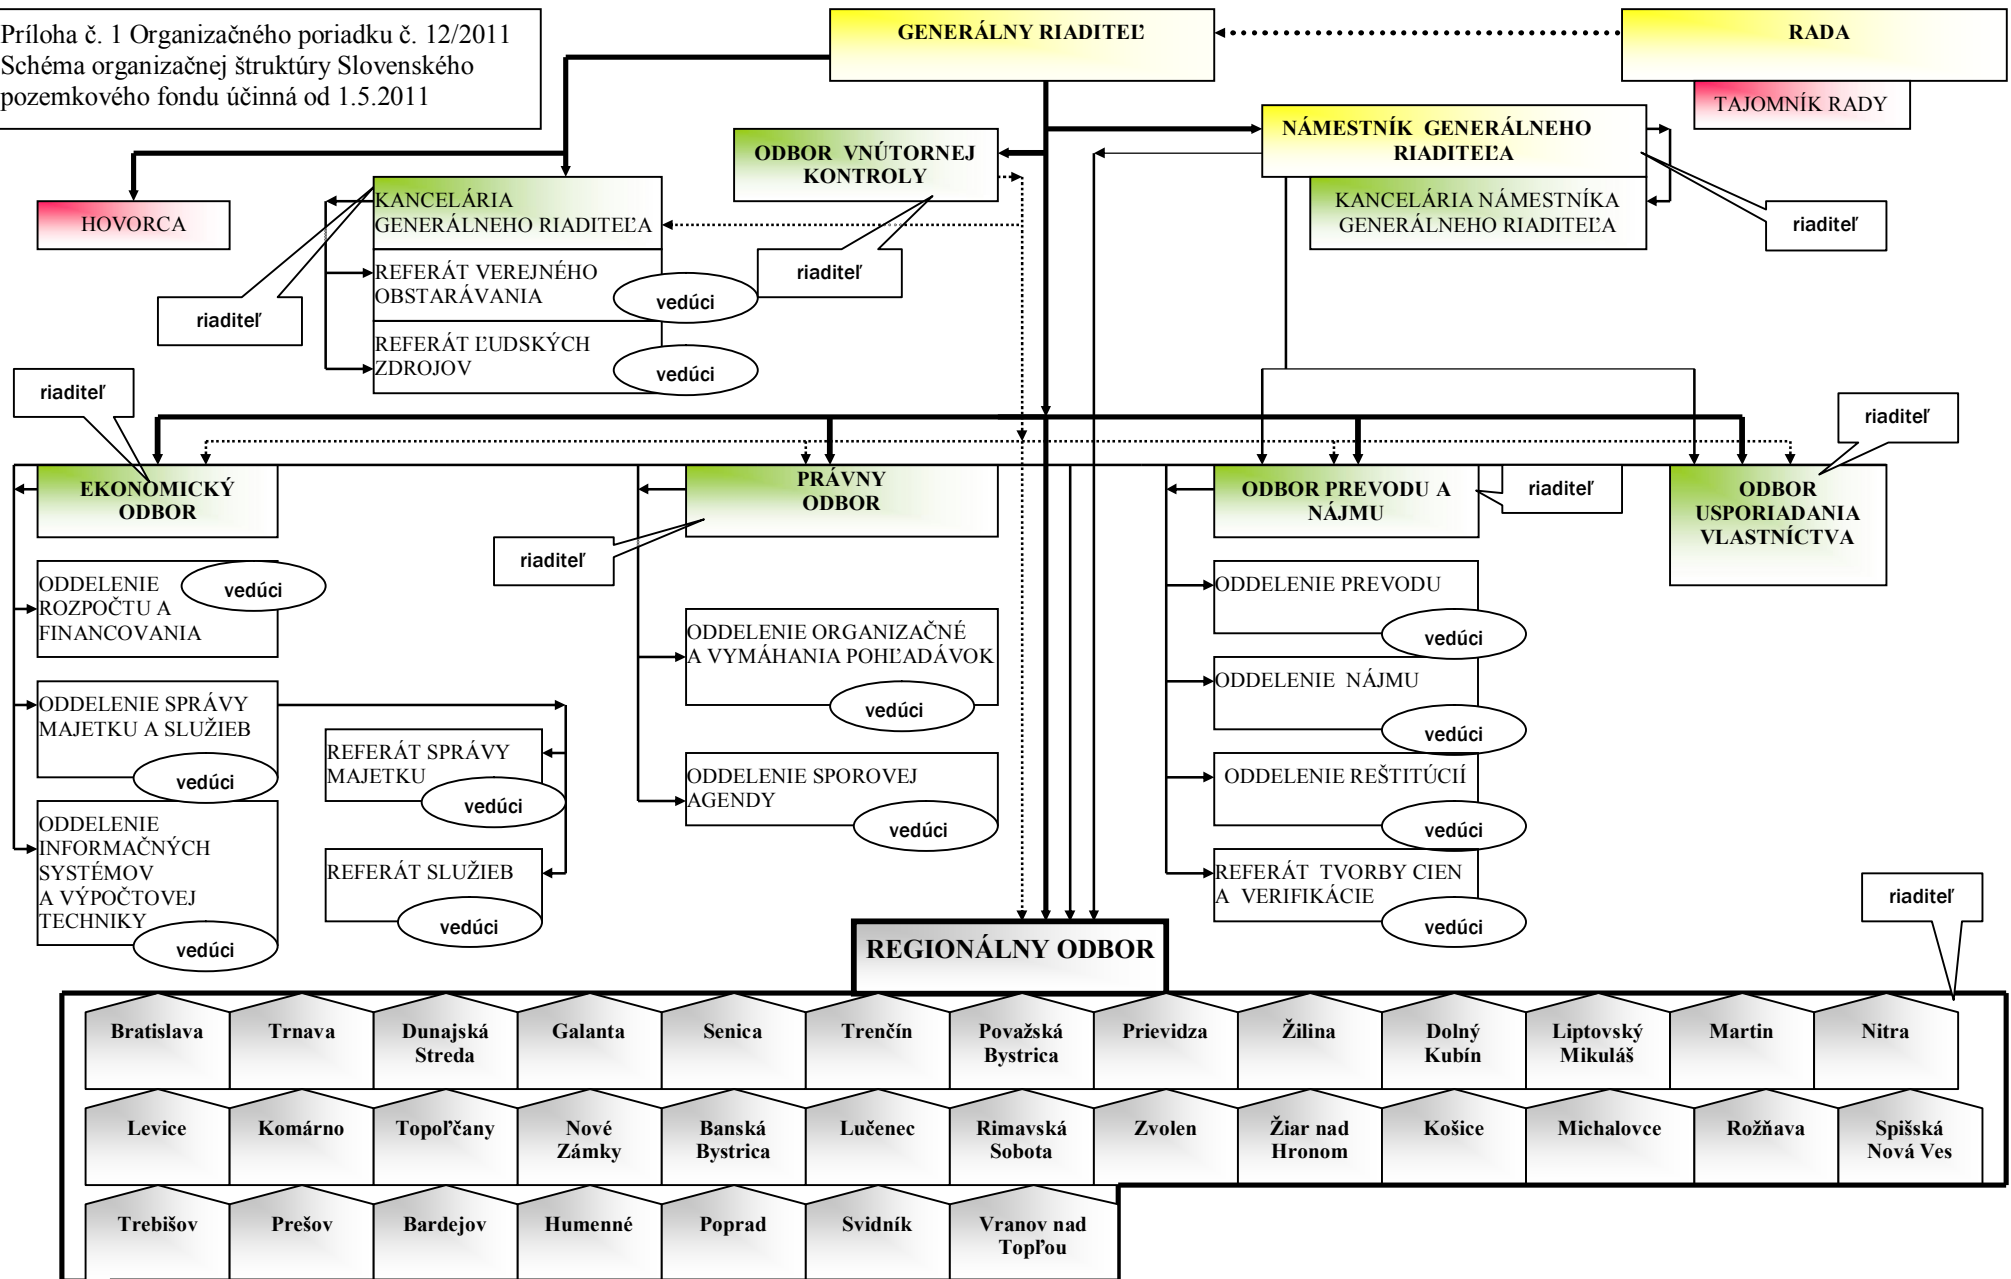 Príloha č. 1 Organizačného poriadku č. 12/2011
Schéma organizačnej štruktúry Slovenského
pozemkového fondu účinná od 1.5.2011
GENERÁLNY RIADITEĽ
RADA
TAJOMNÍK RADY
NÁMESTNÍK GENERÁLNEHO
RIADITEĽA
KANCELÁRIA NÁMESTNÍKA
GENERÁLNEHO RIADITEĽA
riaditeľ
ODBOR VNÚTORNEJ
KONTROLY
riaditeľ
HOVORCA
KANCELÁRIA
GENERÁLNEHO RIADITEĽA
riaditeľ
REFERÁT VEREJNÉHO
OBSTARÁVANIA
vedúci
REFERÁT ĽUDSKÝCH
ZDROJOV
vedúci
riaditeľ
EKONOMICKÝ
ODBOR
ODDELENIE
ROZPOČTU A
FINANCOVANIA
vedúci
ODDELENIE SPRÁVY
MAJETKU A SLUŽIEB
vedúci
ODDELENIE
INFORMAČNÝCH
SYSTÉMOV
A VÝPOČTOVEJ
TECHNIKY
vedúci
REFERÁT SPRÁVY
MAJETKU
vedúci
REFERÁT SLUŽIEB
vedúci
PRÁVNY
ODBOR
riaditeľ
ODDELENIE ORGANIZAČNÉ
A VYMÁHANIA POHĽADÁVOK
vedúci
ODDELENIE SPOROVEJ
AGENDY
vedúci
ODBOR PREVODU A
NÁJMU
riaditeľ
ODDELENIE PREVODU
vedúci
ODDELENIE NÁJMU
vedúci
ODDELENIE REŠTITÚCIÍ
vedúci
REFERÁT TVORBY CIEN
A VERIFIKÁCIE
vedúci
riaditeľ
ODBOR
USPORIADANIA
VLASTNÍCTVA
REGIONÁLNY ODBOR
riaditeľ
Bratislava
Trnava
Dunajská
Streda
Galanta
Senica
Trenčín
Považská
Bystrica
Prievidza
Žilina
Dolný
Kubín
Liptovský
Mikuláš
Martin
Nitra
Levice
Komárno
Topoľčany
Nové
Zámky
Banská
Bystrica
Lučenec
Rimavská
Sobota
Zvolen
Žiar nad
Hronom
Košice
Michalovce
Rožňava
Spišská
Nová Ves
Trebišov
Prešov
Bardejov
Humenné
Poprad
Svidník
Vranov nad
Topľou